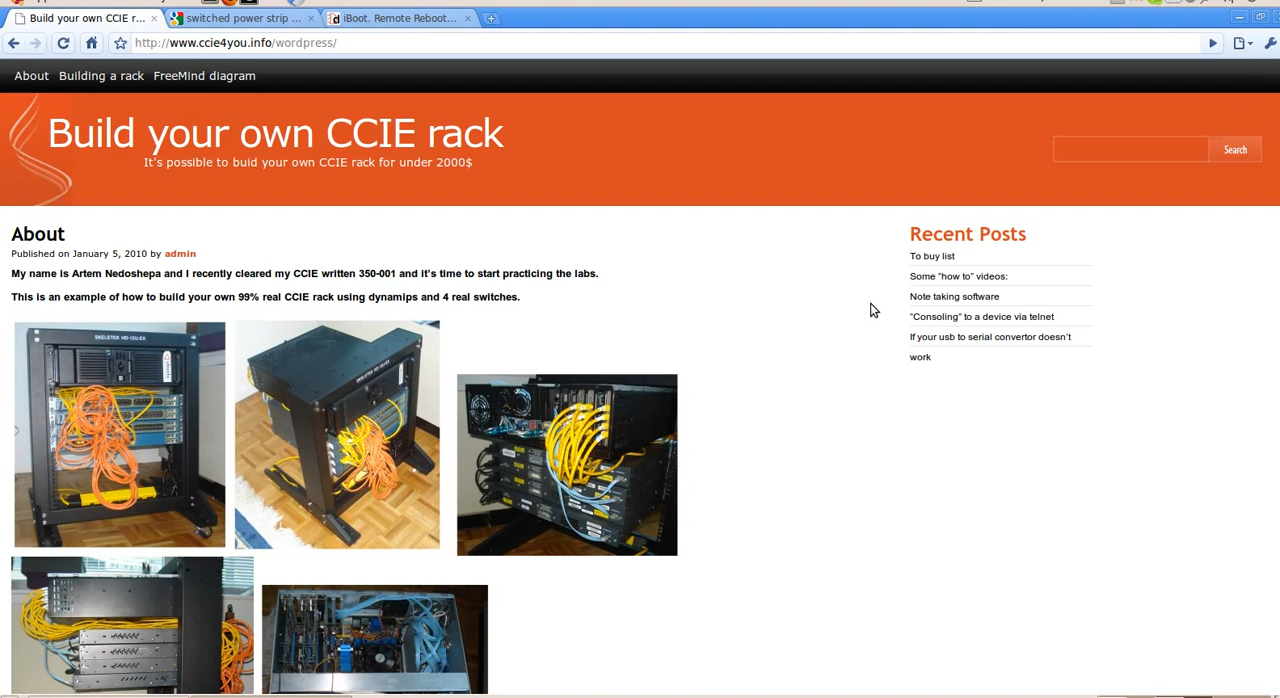 Build your own CCIE r...
switched power strip ...
iBoot. Remote Reboot...
http://www.ccie4you.info/wordpress/
About Building a rack FreeMind diagram
Build your own CCIE rack
It's possible to buid your own CCIE rack for under 2000$
Search
About
Published on January 5, 2010 by admin
My name is Artem Nedoshepa and I recently cleared my CCIE written 350-001 and it's time to start practicing the labs.
This is an example of how to build your own 99% real CCIE rack using dynamips and 4 real switches.
SKELETEK HD-12U-EX
Recent Posts
To buy list
Some "how to" videos:
Note taking software
"Consoling" to a device via telnet
If your usb to serial convertor doesn't
work